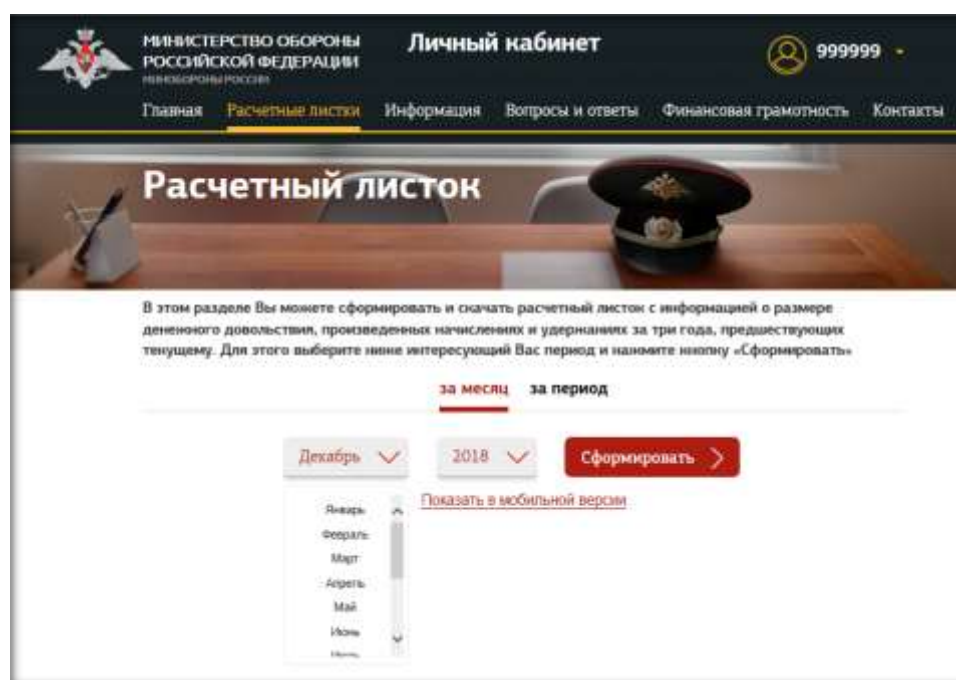 МИНИСТЕРСТВО ОБОРОНЫ
РОССИЙСКОЙ ФЕДЕРАЦИИ
МИНОБОРОНЫ РОССИИ
Личный кабинет
999999
Главная Расчетные листки Информация Вопросы и ответы Финансовая грамотность Контакты
Расчетный листок
В этом разделе Вы можете сформировать и скачать расчетный листок с информацией о размере
денежного довольствия, произведенных начислениях и удержаниях за три года, предшествующих
текущему. Для этого выберите ниже интересующий Вас период и нажмите кнопку «Сформировать»
за месяц за период
Декабрь 2018 Сформировать
Показать в мобильной версии
Январь
Февраль
Март
Апрель
Май
Июнь
Июль